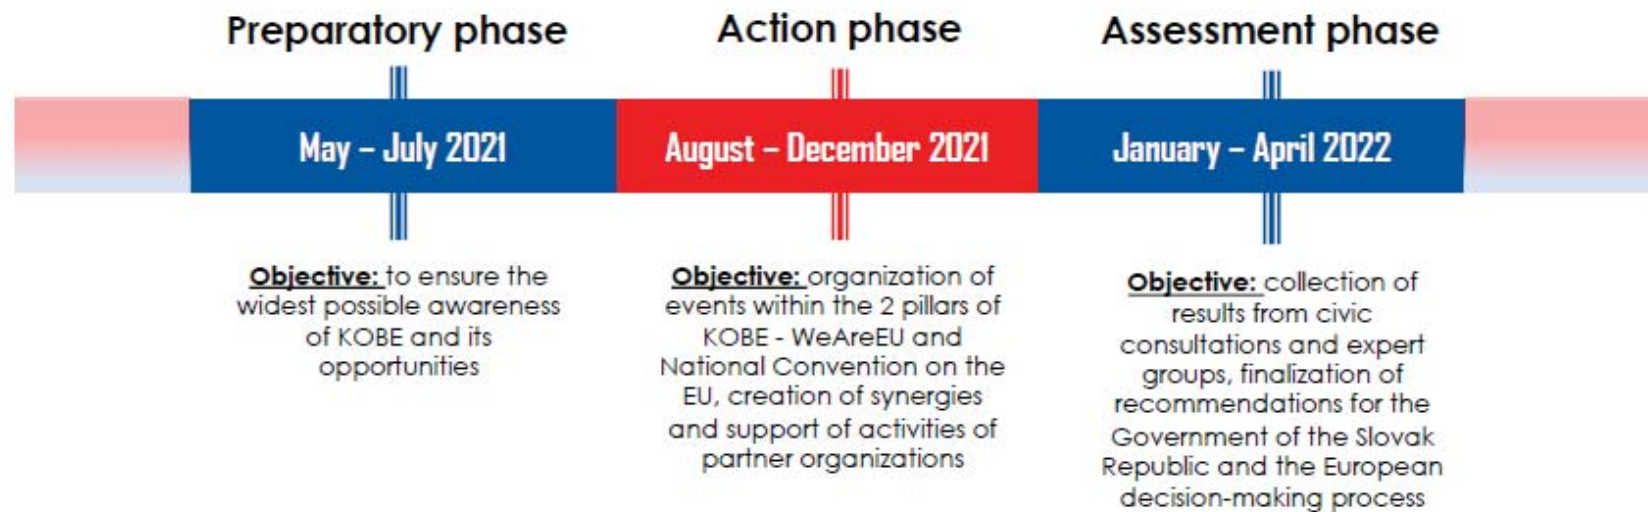 Preparatory phase
Action phase
Assessment phase
May – July 2021
August – December 2021
January – April 2022
Objective: to ensure the
widest possible awareness
of KOBE and its
opportunities
Objective: organization of
events within the 2 pillars of
KOBE - WeAreEU and
National Convention on the
EU, creation of synergies
and support of activities of
partner organizations
Objective: collection of
results from civic
consultations and expert
groups, finalization of
recommendations for the
Government of the Slovak
Republic and the European
decision-making process